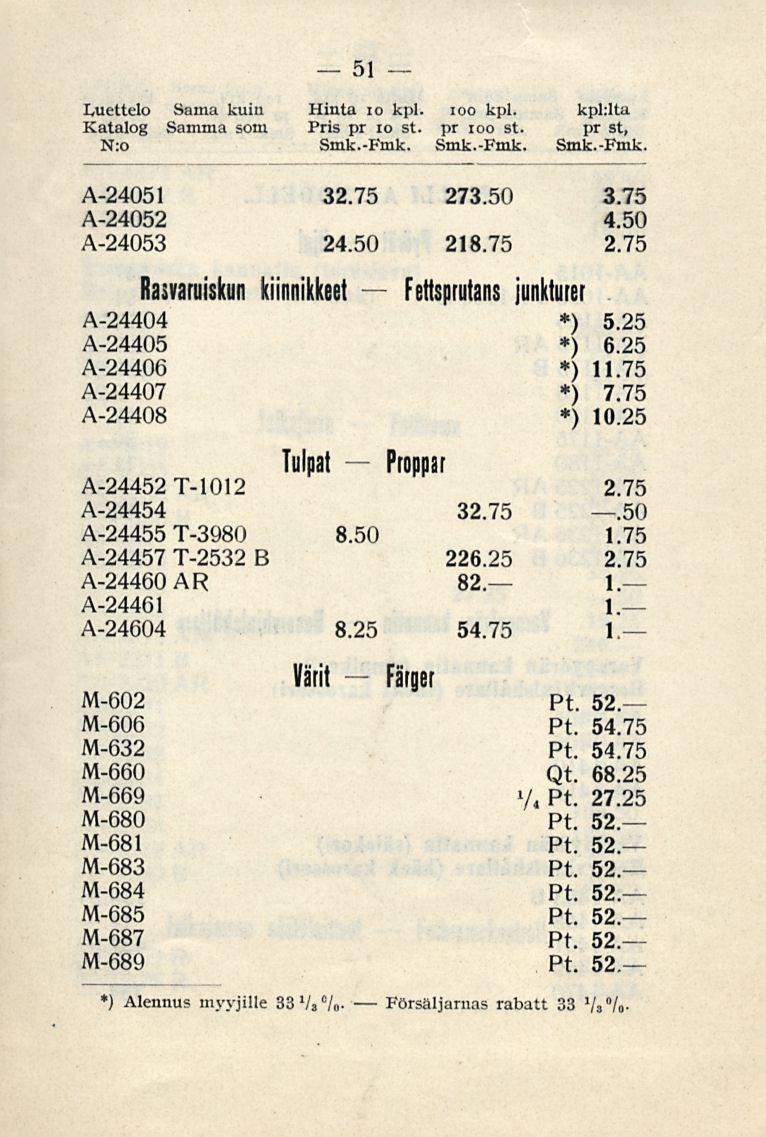 — 51 —
Luettelo Sama kuin Hinta 10 kpl. 100 kpl. kpl:lta
Katalog Samma som Pris pr 10 st. pr 100 st. pr st,
N:o Smk.-Fmk. Smk.-Fmk. Smk.-Fmk.
A-24051 32.75 273.50 3.75
A-24052 4.50
A-24053 24.50 218.75 2.75
Rasvaruiskun kiinnikkeet — Fettsprutans junkturer
A-24404 *) 5.25
A-24405 *) 6.25
A-24406 *) 11.75
A-24407 *) 7.75
A-24408 *) 10.25
Tulpat — Proppar
A-24452 T-1012 2.75
A-24454 32.75 —.50
A-24455 T-3980 8.50 1.75
A-24457 T-2532 B 226.25 2.75
A-24460 AR 82.— 1.—
A-24461 1.—
A-24604 8.25 54.75 1.—
Värit — Färger
M-602 Pt. 52.—
M-606 Pt. 54.75
M-632 Pt. 54.75
M-660 Qt. 68.25
M-669 1/4 Pt. 27.25
M-680 Pt. 52.—
M-681 Pt. 52.—
M-683 Pt. 52.—
M-684 Pt. 52.—
M-685 Pt. 52.—
M-687 Pt. 52.—
M-689 Pt. 52.—
*) Alennus myyjille 33 1/3 %. — Försäljarnas rabatt 33 1/3 %.